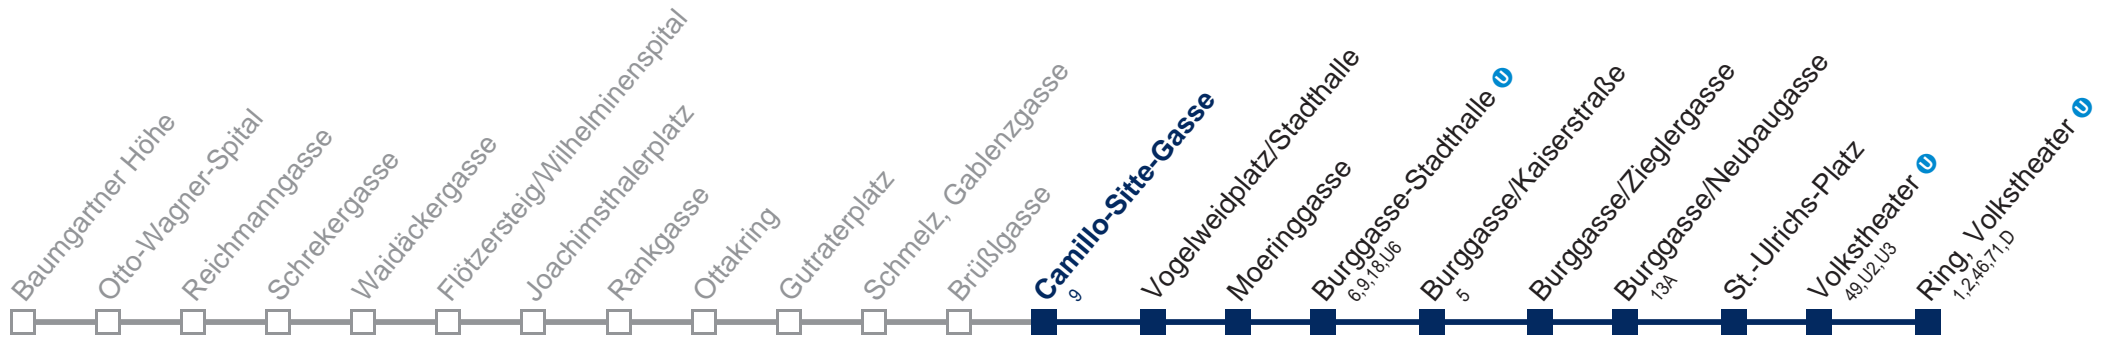 Baumgartner Höhe
Otto-Wagner-Spital
Reichmanngasse
Schrekergasse
Waidäckergasse
Flötzersteig/Wilhelminenspital
Joachimsthalerplatz
Rankgasse
Ottakring
Gutraterplatz
Schmelz, Gablenzgasse
Brüßlgasse
Camillo-Sitte-Gasse
9
Vogelweidplatz/Stadthalle
Moeringgasse
Burggasse-Stadthalle U
6,9,18,U6
Burggasse/Kaiserstraße
5
Burggasse/Zieglergasse
Burggasse/Neubaugasse
13A
St.-Ulrichs-Platz
Volkstheater U
49,U2,U3
Ring, Volkstheater U
1,2,46,71,D